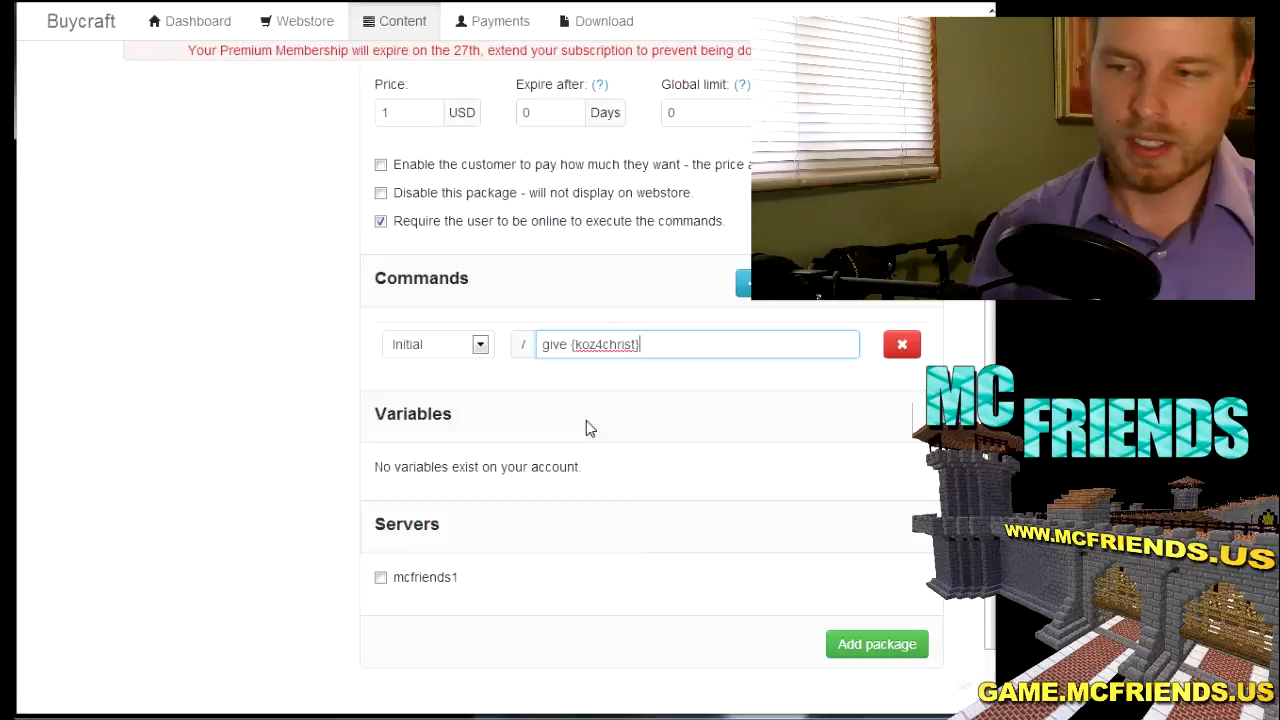 Buycraft Dashboard Webstore Content Payments Download
Your Premium Membership will expire on the 27th, extend your subscription to prevent being do
Price: Expire after: (?) Global limit: (?)
1 USD 0 Days 0
Enable the customer to pay how much they want - the price a
Disable this package - will not display on webstore.
Require the user to be online to execute the commands.
Commands
Initial / give {koz4christ}
Variables
No variables exist on your account.
Servers
mcfriends1
Add package
MC
FRIENDS
WWW.MCFRIENDS.US
GAME.MCFRIENDS.US